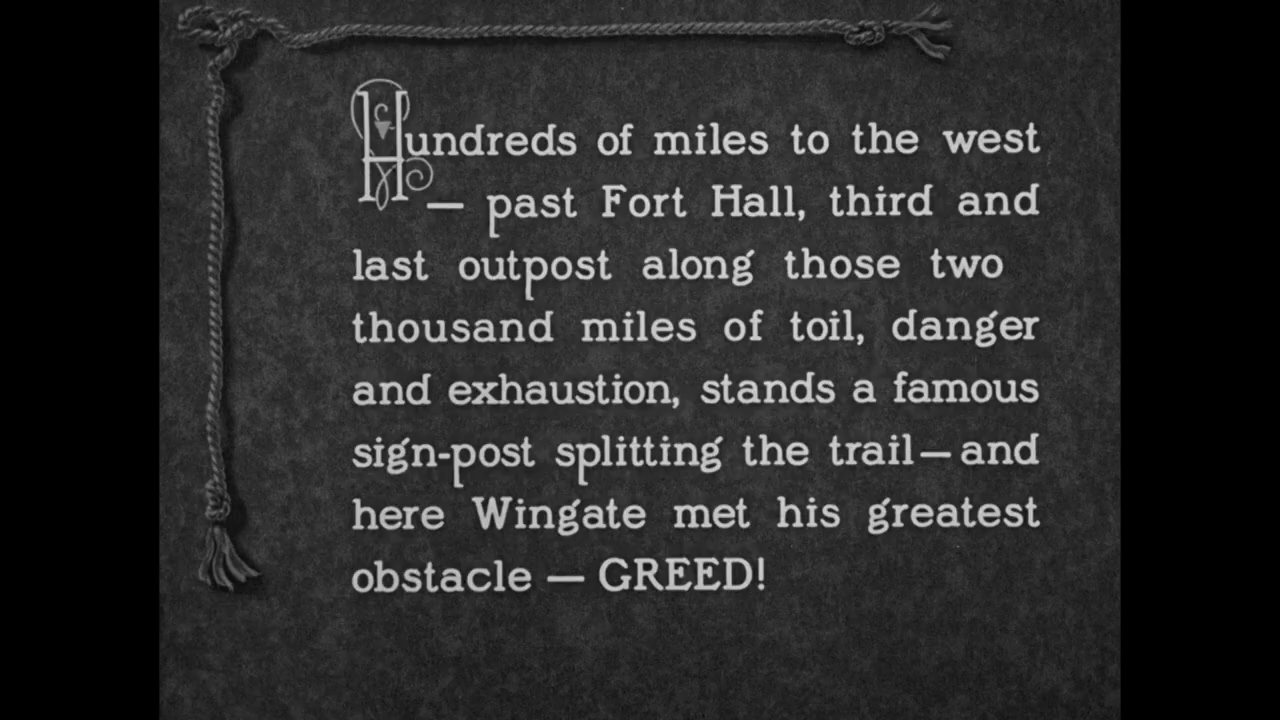 Hundreds of miles to the west
— past Fort Hall, third and
last outpost along those two
thousand miles of toil, danger
and exhaustion, stands a famous
sign-post splitting the trail — and
here Wingate met his greatest
obstacle — GREED!